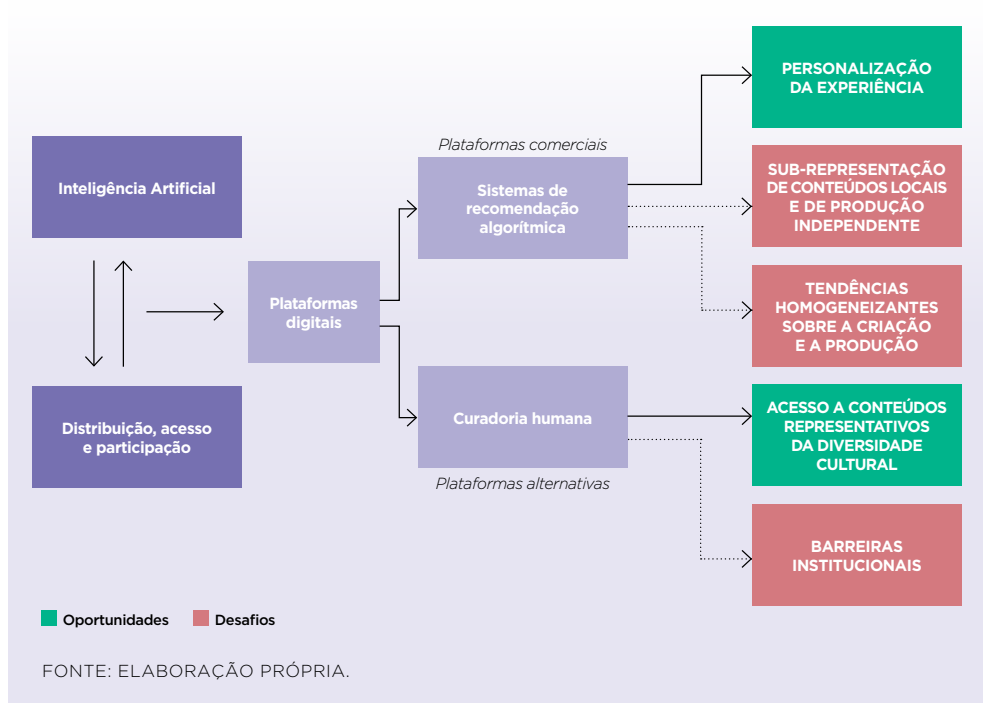 PERSONALIZAÇÃO
DA EXPERIÊNCIA
Plataformas comerciais
Inteligência Artificial
Sistemas de
recomendação
algorítmica
SUB-REPRESENTAÇÃO
DE CONTEÚDOS LOCAIS
E DE PRODUÇÃO
INDEPENDENTE
Plataformas
digitais
TENDÊNCIAS
HOMOGENEIZANTES
SOBRE A CRIAÇÃO
E A PRODUÇÃO
Distribuição, acesso
e participação
Curadoria humana
Plataformas alternativas
ACESSO A CONTEÚDOS
REPRESENTATIVOS
DA DIVERSIDADE
CULTURAL
BARREIRAS
INSTITUCIONAIS
Oportunidades
Desafios
FONTE: ELABORAÇÃO PRÓPRIA.